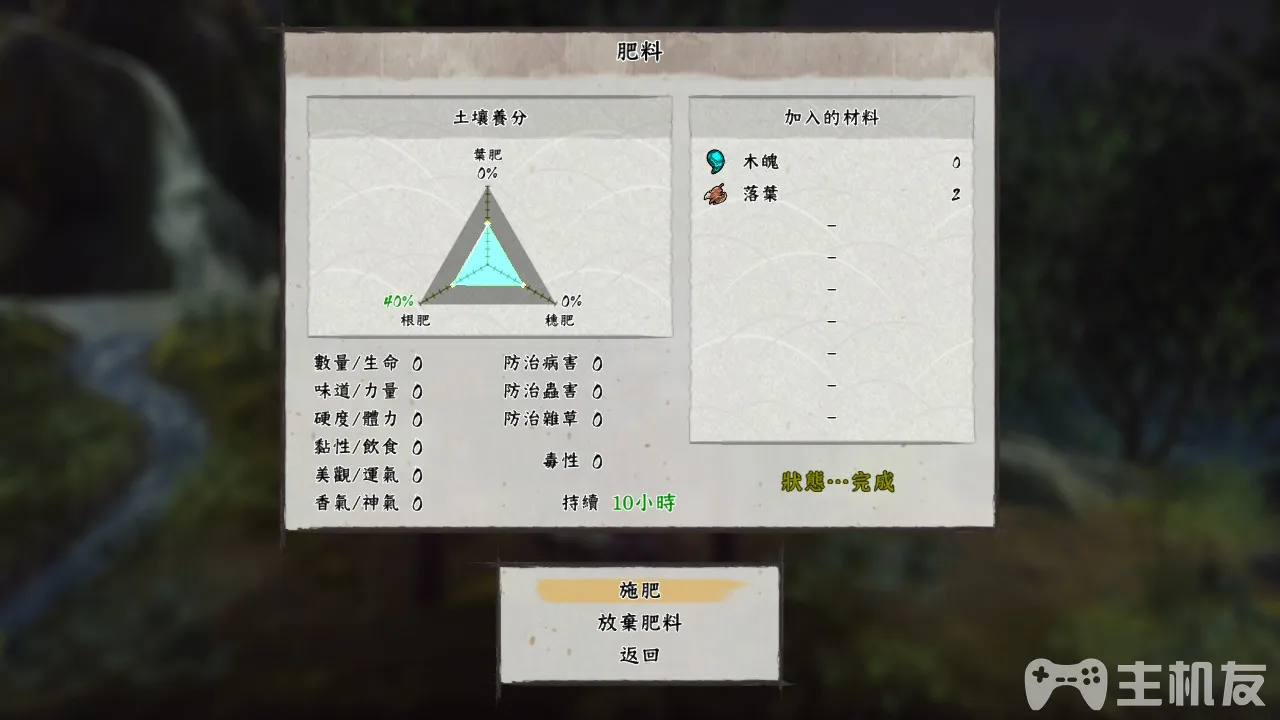 肥料
土壤養分
葉肥
0%
40%
根肥
0%
穗肥
數量/生命 0
味道/力量 0
硬度/體力 0
黏性/飲食 0
美觀/運氣 0
香氣/神氣 0
防治病害 0
防治蟲害 0
防治雜草 0
毒性 0
持續 10小時
加入的材料
木魄 0
落葉 2
–
–
–
–
–
–
–
狀態…完成
施肥
放棄肥料
返回
主机友